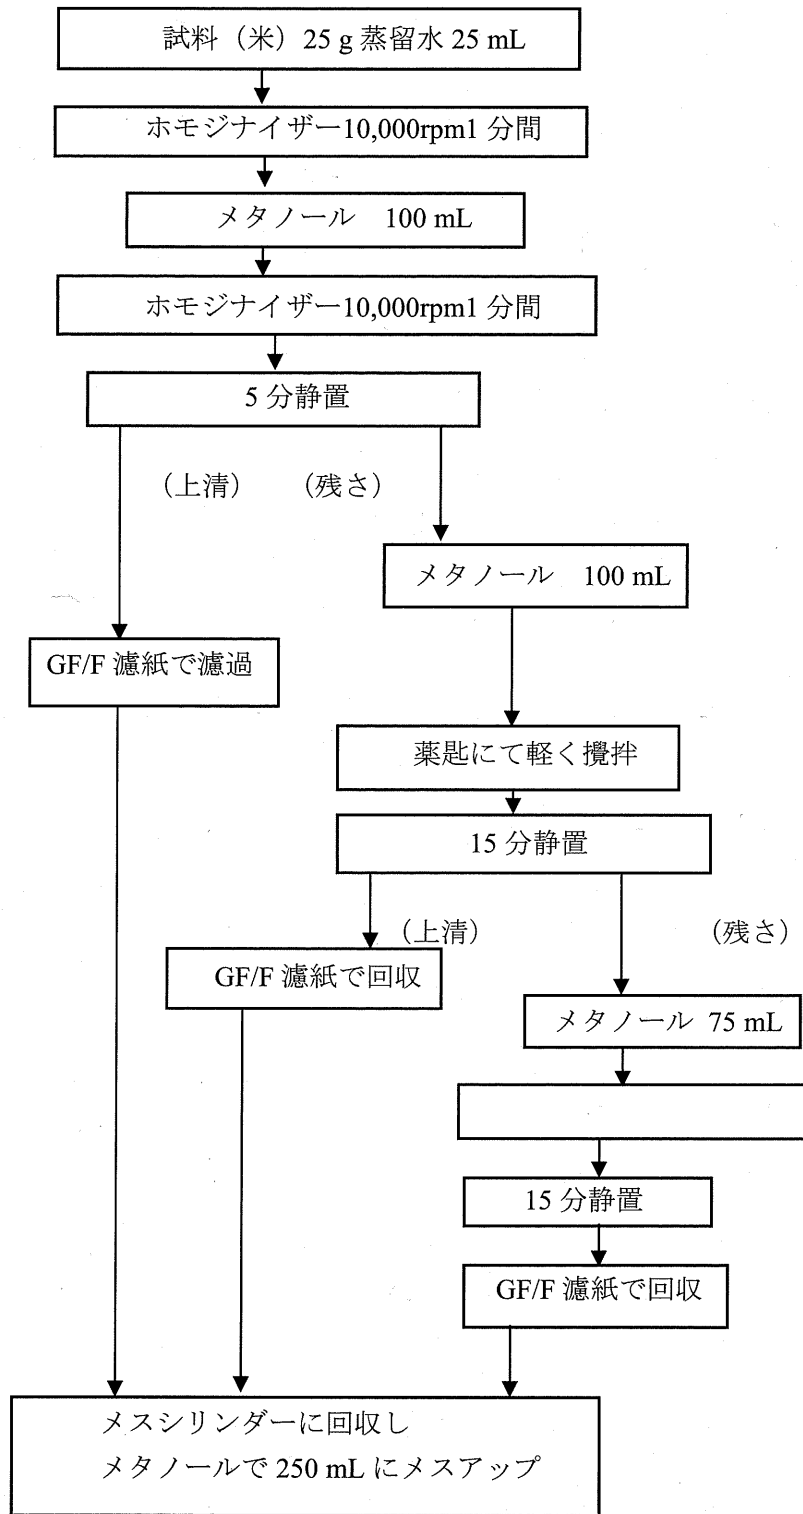 試料（米）25 g 蒸留水 25 mL
ホモジナイザー10,000rpm1 分間
メタノール　100 mL
ホモジナイザー10,000rpm1 分間
5 分静置
（上清）
（残さ）
メタノール　100 mL
GF/F 濾紙で濾過
薬匙にて軽く攪拌
15 分静置
（上清）
（残さ）
GF/F 濾紙で回収
メタノール 75 mL
15 分静置
GF/F 濾紙で回収
メスシリンダーに回収し
メタノールで 250 mL にメスアップ